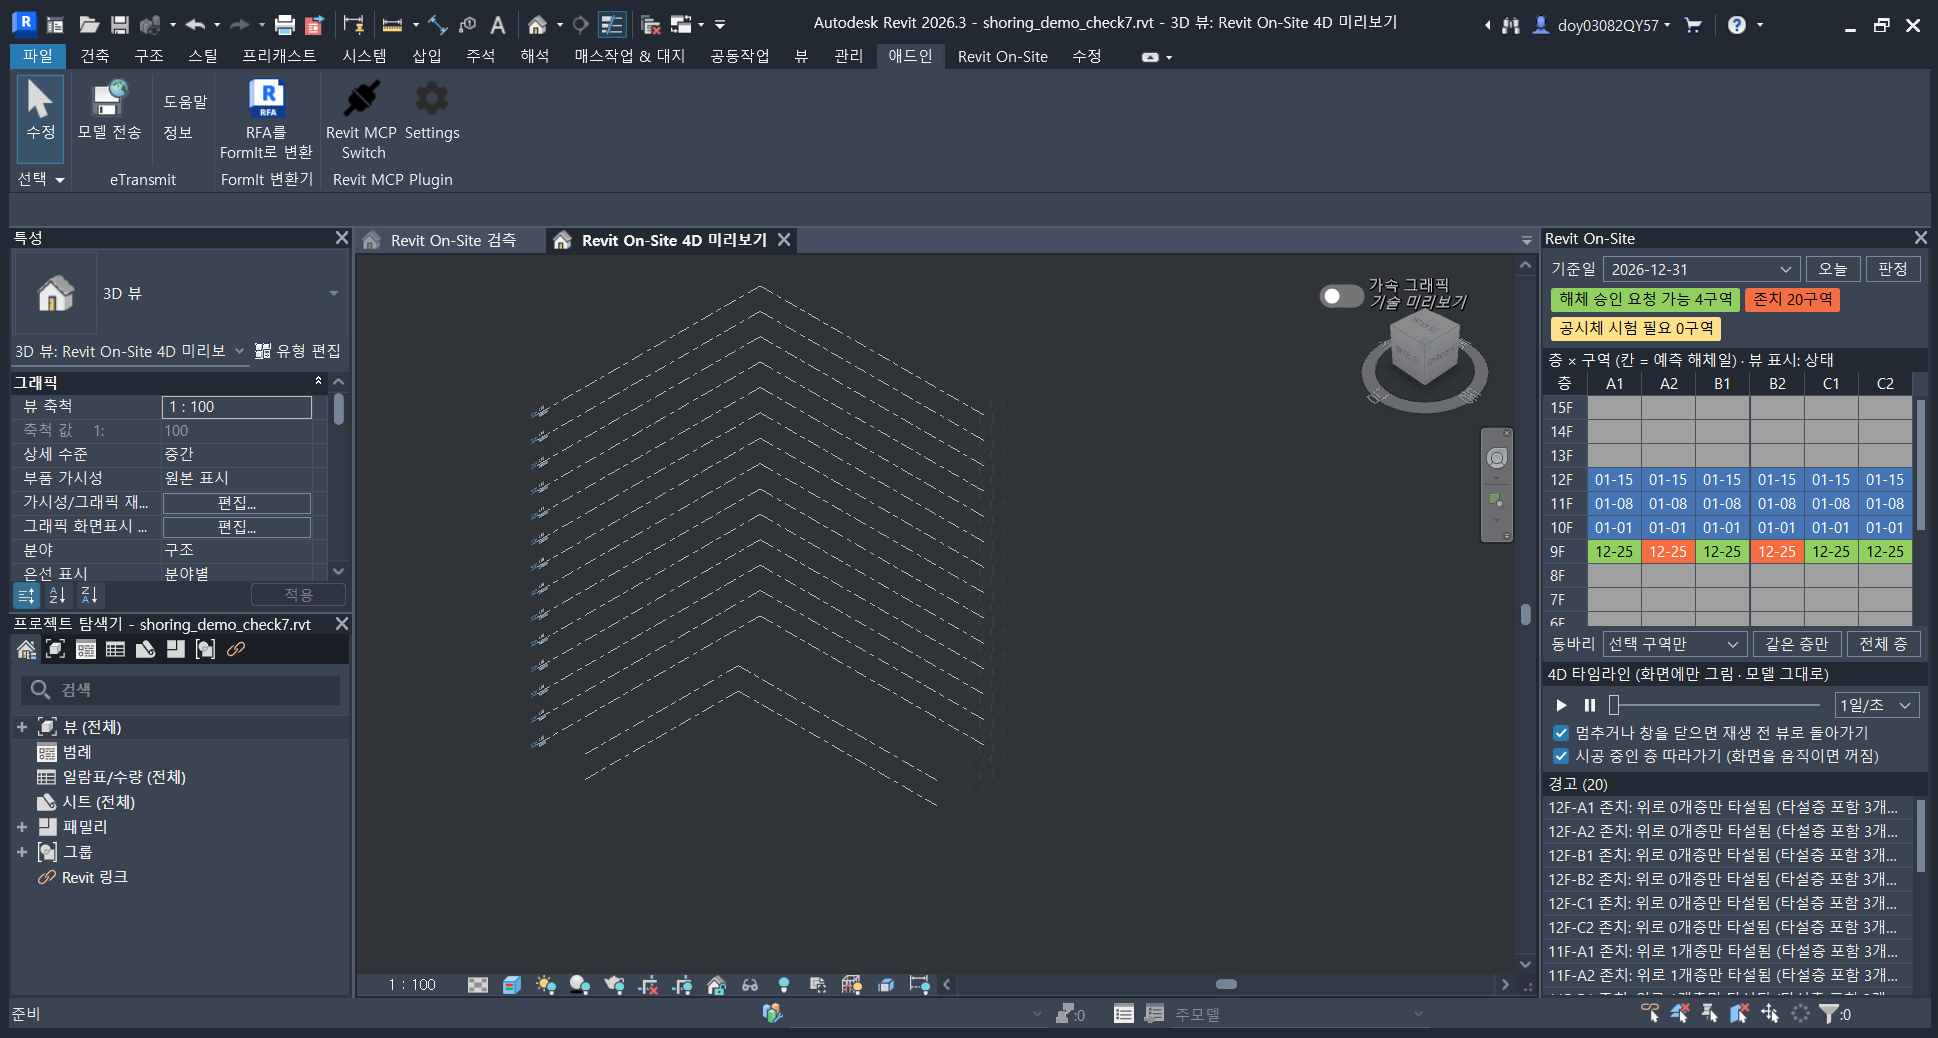 Autodesk Revit 2026.3 - shoring_demo_check7.rvt - 3D 뷰: Revit On-Site 4D 미리보기
doy03082QY57
파일 건축 구조 스틸 프리캐스트 시스템 삽입 주석 해석 매스작업 & 대지 공동작업 뷰 관리 애드인 Revit On-Site 수정
수정
모델 전송
도움말
정보
RFA를
FormIt로 변환
Revit MCP
Switch
Settings
선택
eTransmit
FormIt 변환기
Revit MCP Plugin
특성
3D 뷰
3D 뷰: Revit On-Site 4D 미리보
유형 편집
그래픽
뷰 축척 1 : 100
축척 값 1: 100
상세 수준 중간
부품 가시성 원본 표시
가시성/그래픽 재... 편집...
그래픽 화면표시 ... 편집...
분야 구조
은선 표시 분야별
적용
프로젝트 탐색기 - shoring_demo_check7.rvt
검색
뷰 (전체)
범례
일람표/수량 (전체)
시트 (전체)
패밀리
그룹
Revit 링크
Revit On-Site 검측
Revit On-Site 4D 미리보기
가속 그래픽
기술 미리보기
1 : 100
Revit On-Site
기준일 2026-12-31 오늘 판정
해체 승인 요청 가능 4구역 존치 20구역
공시체 시험 필요 0구역
층 × 구역 (칸 = 예측 해체일) · 뷰 표시: 상태
층 A1 A2 B1 B2 C1 C2
15F
14F
13F
12F 01-15 01-15 01-15 01-15 01-15 01-15
11F 01-08 01-08 01-08 01-08 01-08 01-08
10F 01-01 01-01 01-01 01-01 01-01 01-01
9F 12-25 12-25 12-25 12-25 12-25 12-25
8F
7F
6F
동바리 선택 구역만 같은 층만 전체 층
4D 타임라인 (화면에만 그림 · 모델 그대로)
1일/초
멈추거나 창을 닫으면 재생 전 뷰로 돌아가기
시공 중인 층 따라가기 (화면을 움직이면 꺼짐)
경고 (20)
12F-A1 존치: 위로 0개층만 타설됨 (타설층 포함 3개...
12F-A2 존치: 위로 0개층만 타설됨 (타설층 포함 3개...
12F-B1 존치: 위로 0개층만 타설됨 (타설층 포함 3개...
12F-B2 존치: 위로 0개층만 타설됨 (타설층 포함 3개...
12F-C1 존치: 위로 0개층만 타설됨 (타설층 포함 3개...
12F-C2 존치: 위로 0개층만 타설됨 (타설층 포함 3개...
11F-A1 존치: 위로 1개층만 타설됨 (타설층 포함 3개...
11F-A2 존치: 위로 1개층만 타설됨 (타설층 포함 3개...
준비
:0
주모델
:0